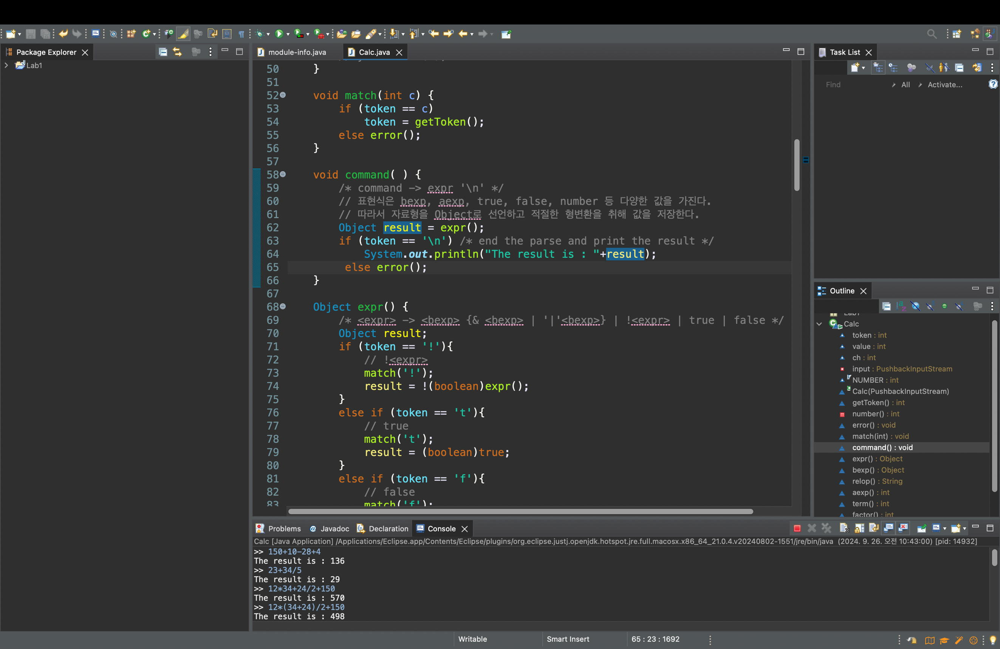 Package Explorer
Lab1
module-info.java
Calc.java
50 }
51
52 void match(int c) {
53 if (token == c)
54 token = getToken();
55 else error();
56 }
57
58 void command( ) {
59 /* command -> expr '\n' */
60 // 표현식은 bexp, aexp, true, false, number 등 다양한 값을 가진다.
61 // 따라서 자료형을 Object로 선언하고 적절한 형변환을 취해 값을 저장한다.
62 Object result = expr();
63 if (token == '\n') /* end the parse and print the result */
64 System.out.println("The result is : "+result);
65 else error();
66 }
67
68 Object expr() {
69 /* <expr> -> <bexp> {& <bexp> | '|'<bexp>} | !<expr> | true | false */
70 Object result;
71 if (token == '!'){
72 // !<expr>
73 match('!');
74 result = !(boolean)expr();
75 }
76 else if (token == 't'){
77 // true
78 match('t');
79 result = (boolean)true;
80 }
81 else if (token == 'f'){
82 // false
83 match('f');
Task List
Find
All
Activate...
Outline
Lab1
Calc
token : int
value : int
ch : int
input : PushbackInputStream
NUMBER : int
Calc(PushbackInputStream)
getToken() : int
number() : int
error() : void
match(int) : void
command() : void
expr() : Object
bexp() : Object
relop() : String
aexp() : int
term() : int
factor() : int
Problems
Javadoc
Declaration
Console
Calc [Java Application] /Applications/Eclipse.app/Contents/Eclipse/plugins/org.eclipse.justj.openjdk.hotspot.jre.full.macosx.x86_64_21.0.4.v20240802-1551/jre/bin/java (2024. 9. 26. 오전 10:43:00) [pid: 14932]
>> 150+10-28+4
The result is : 136
>> 23+34/5
The result is : 29
>> 12*34+24/2+150
The result is : 570
>> 12*(34+24)/2+150
The result is : 498
Writable
Smart Insert
65 : 23 : 1692